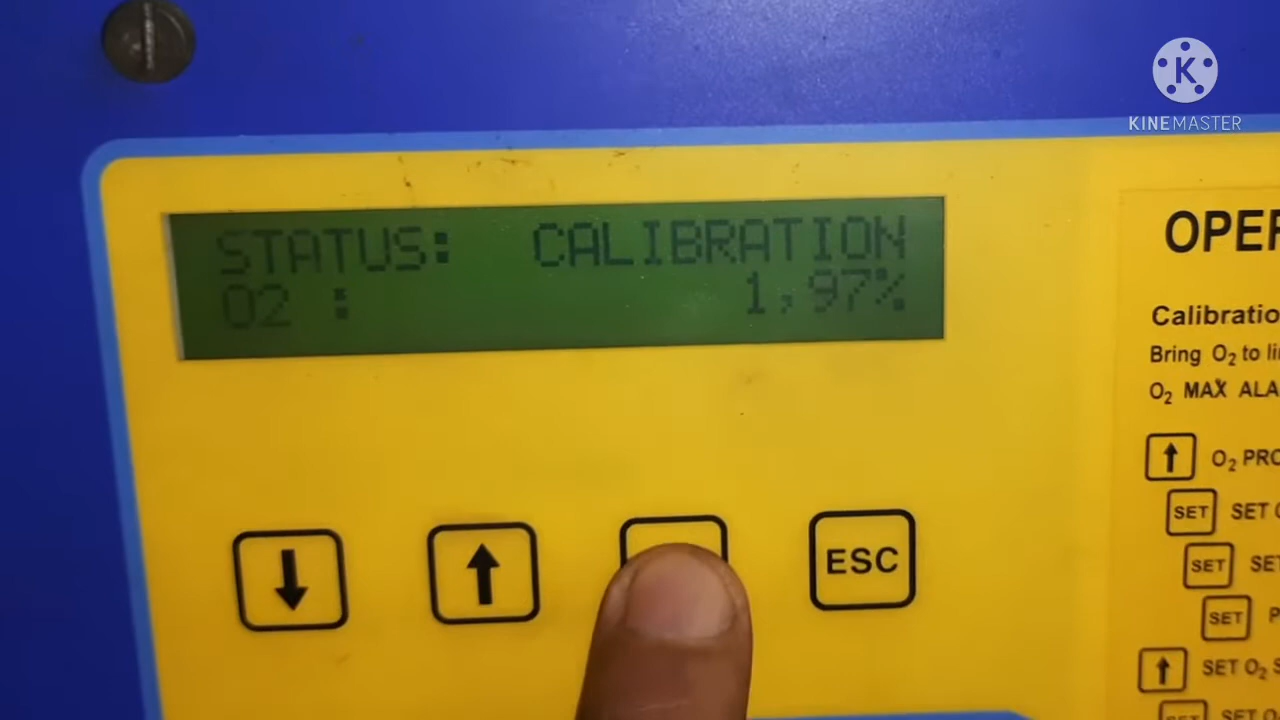 K
KINEMASTER
STATUS: CALIBRATION
O2 : 1,97%
ESC
OPER
Calibratio
Bring O₂ to li
O₂ MAX ALA
O₂ PRO
SET
SET
SET
SET
SET O₂ S
SET